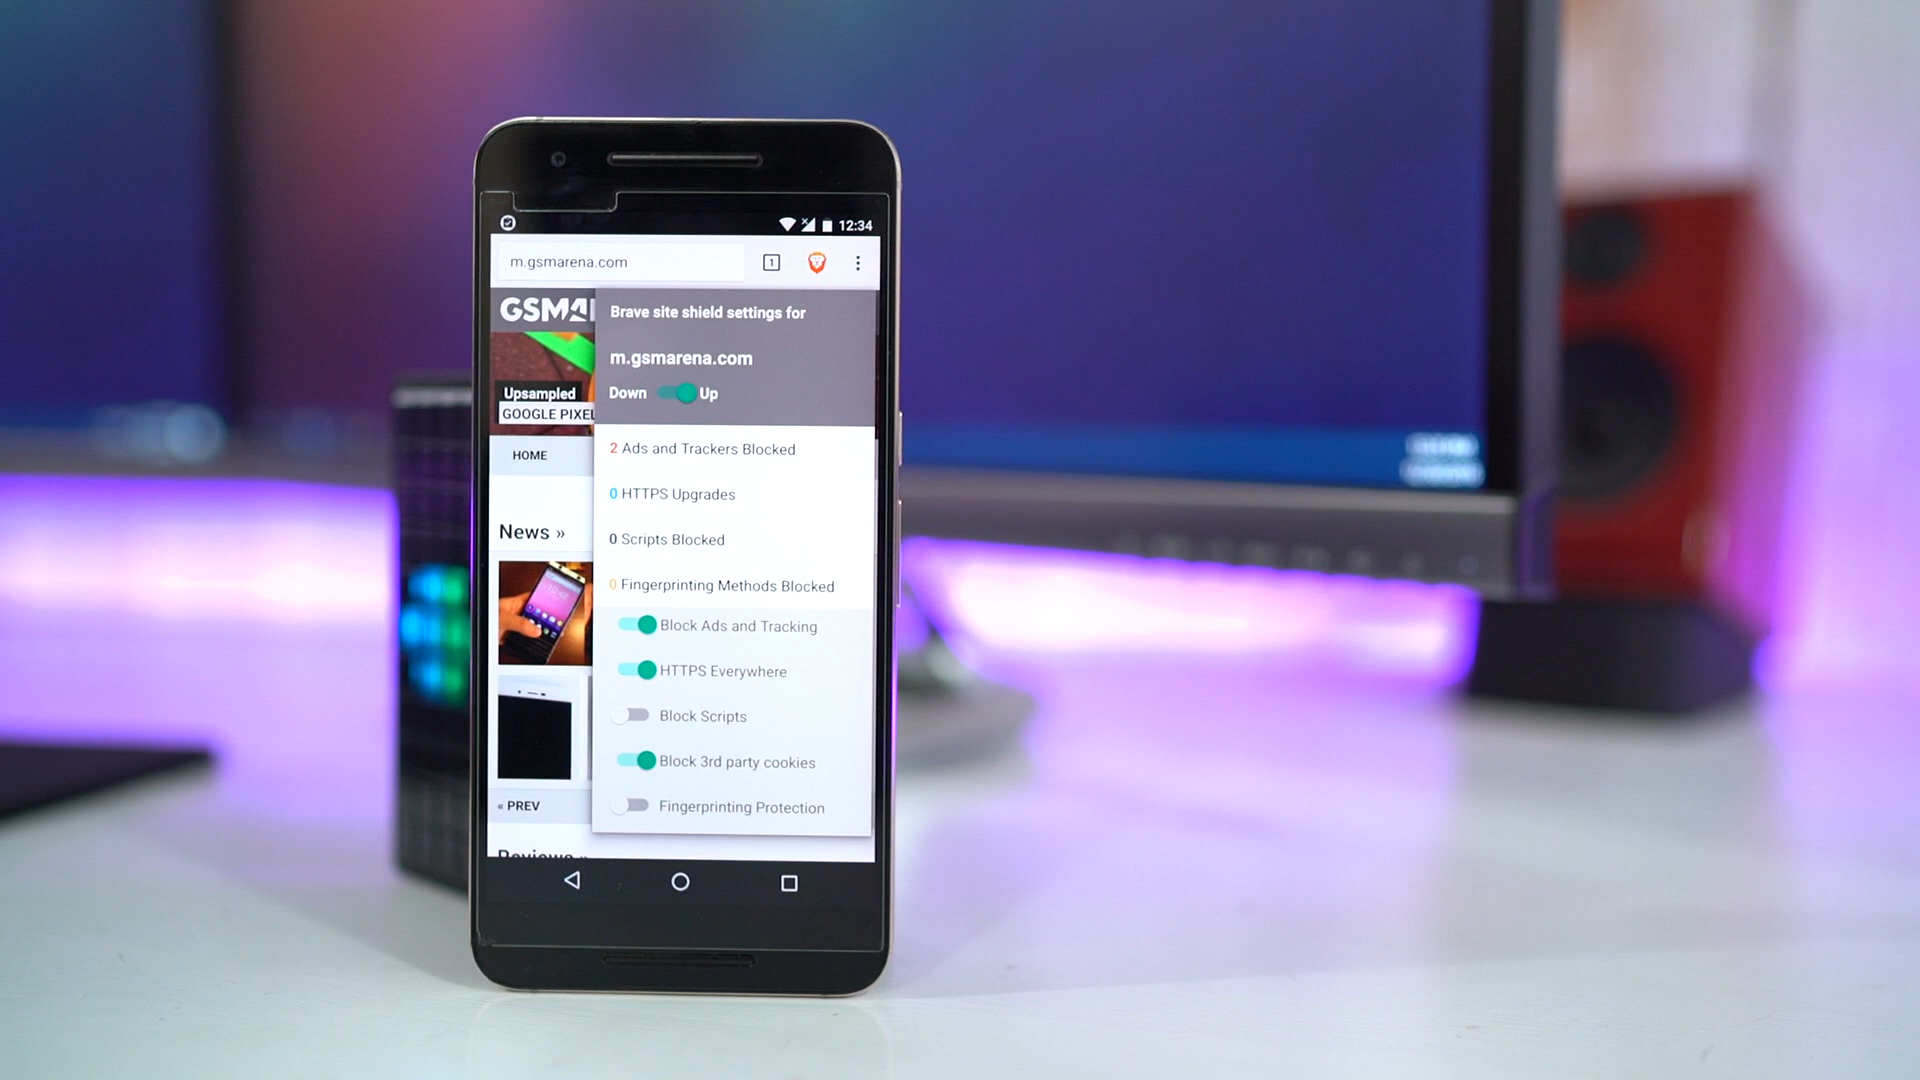 12:34
m.gsmarena.com
1
GSMA
Brave site shield settings for
m.gsmarena.com
Down Up
Upsampled
GOOGLE PIXEL
HOME
2 Ads and Trackers Blocked
0 HTTPS Upgrades
News »
0 Scripts Blocked
0 Fingerprinting Methods Blocked
Block Ads and Tracking
HTTPS Everywhere
Block Scripts
Block 3rd party cookies
« PREV
Fingerprinting Protection
Reviews »